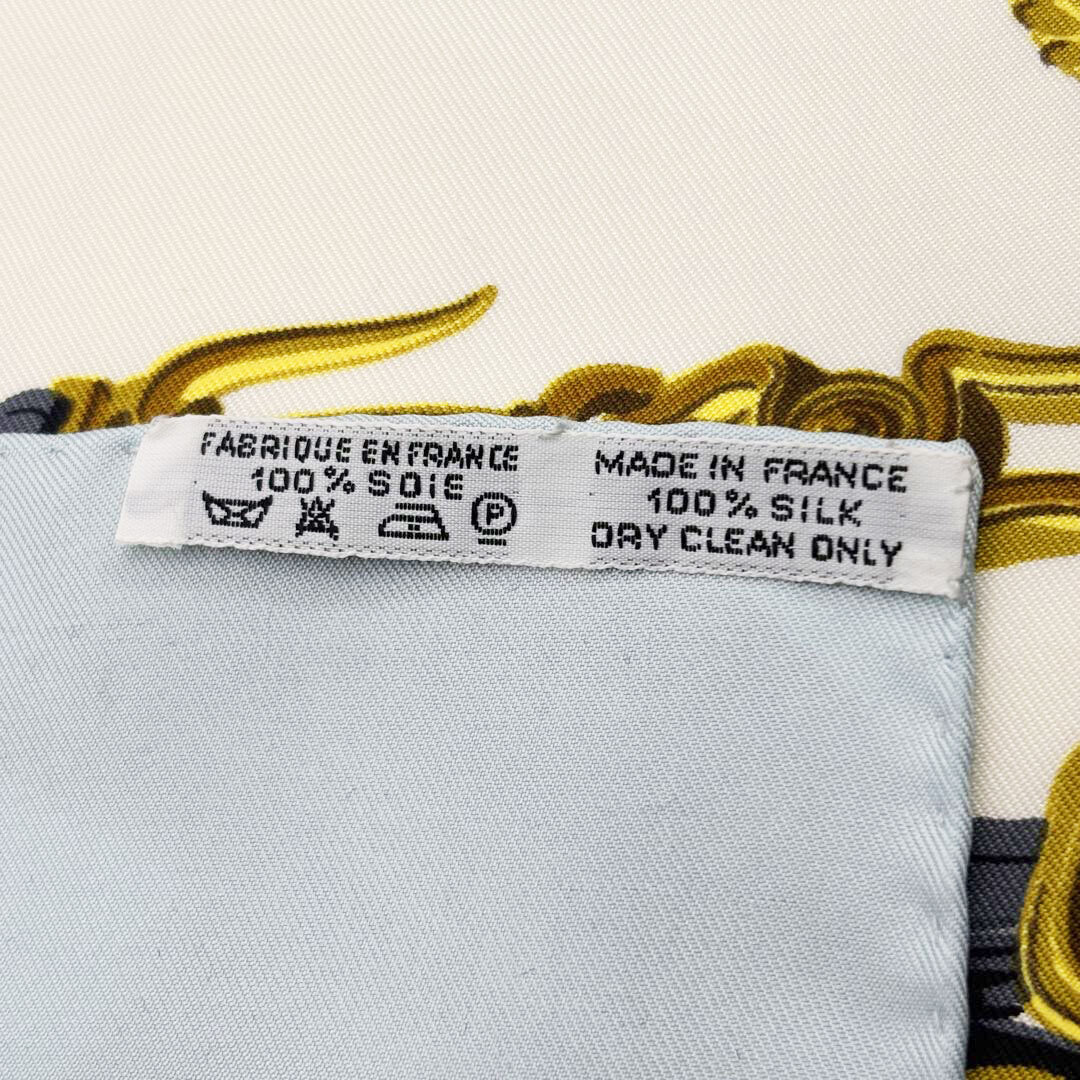 FABRIQUE EN FRANCE
100% SOIE
P
MADE IN FRANCE
100% SILK
DRY CLEAN ONLY